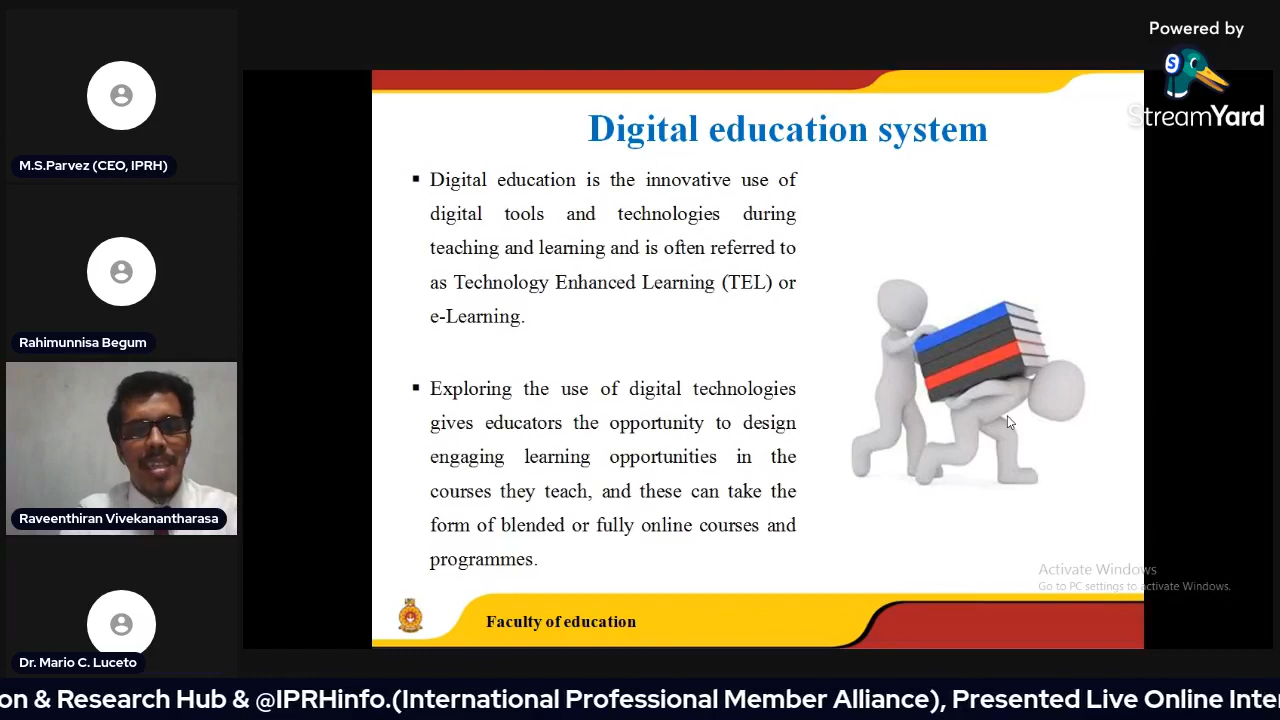 Powered by
StreamYard
M.S.Parvez (CEO, IPRH)
Rahimunnisa Begum
Raveenthiran Vivekanantharasa
Dr. Mario C. Luceto
Digital education system
Digital education is the innovative use of
digital tools and technologies during
teaching and learning and is often referred to
as Technology Enhanced Learning (TEL) or
e-Learning.
Exploring the use of digital technologies
gives educators the opportunity to design
engaging learning opportunities in the
courses they teach, and these can take the
form of blended or fully online courses and
programmes.
Activate Windows
Go to PC settings to activate Windows.
Faculty of education
on & Research Hub & @IPRHinfo.(International Professional Member Alliance), Presented Live Online Inte